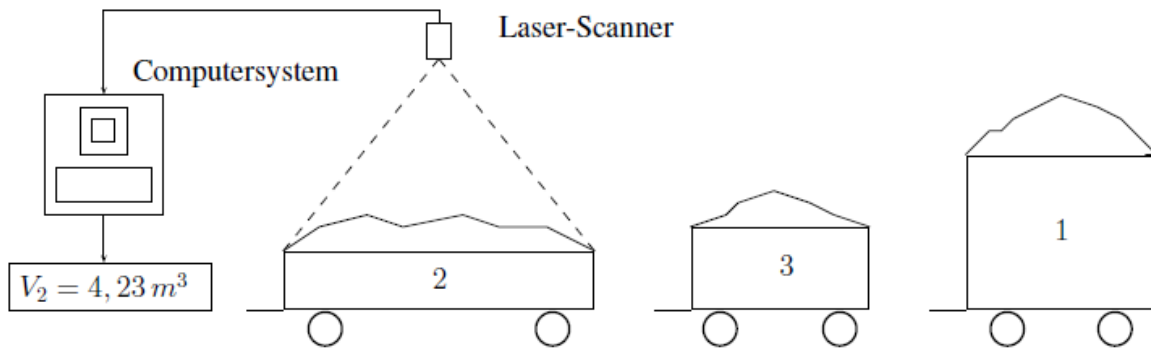 Laser-Scanner
Computersystem
1
2
3
V₂ = 4, 23 m³